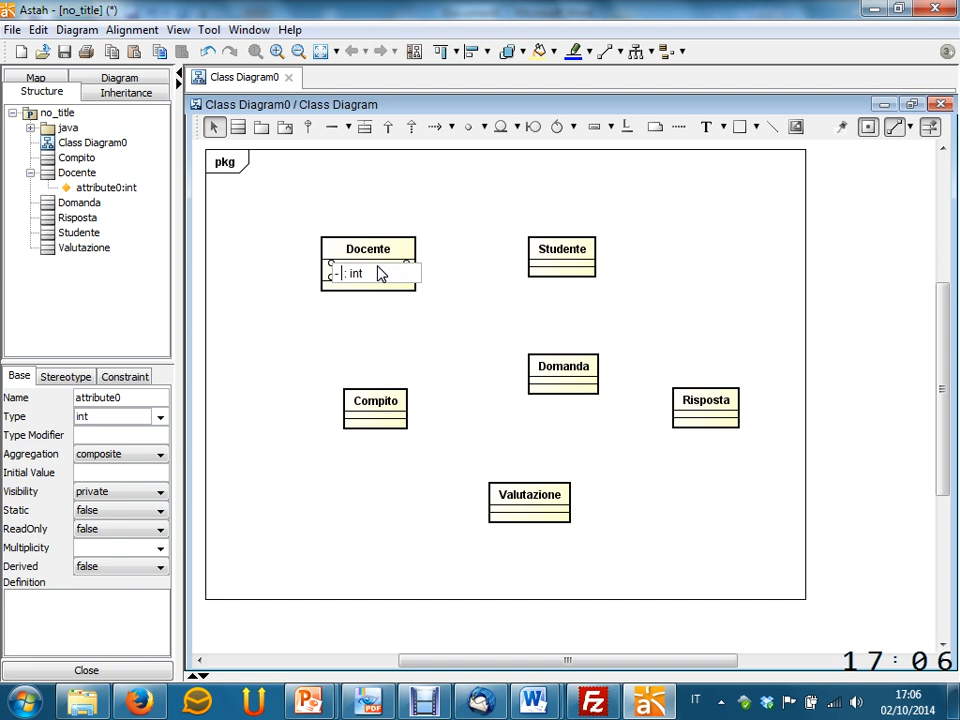 Astah - [no_title] (*)
File Edit Diagram Alignment View Tool Window Help
3
Map Diagram
Structure Inheritance
no_title
java
Class Diagram0
Compito
Docente
attribute0:int
Domanda
Risposta
Studente
Valutazione
Base Stereotype Constraint
Name attribute0
Type int
Type Modifier
Aggregation composite
Initial Value
Visibility private
Static false
ReadOnly false
Multiplicity
Derived false
Definition
Close
Class Diagram0
Class Diagram0 / Class Diagram
T
pkg
Docente
- : int
Studente
Domanda
Compito
Risposta
Valutazione
17:06
IT
17:06
02/10/2014